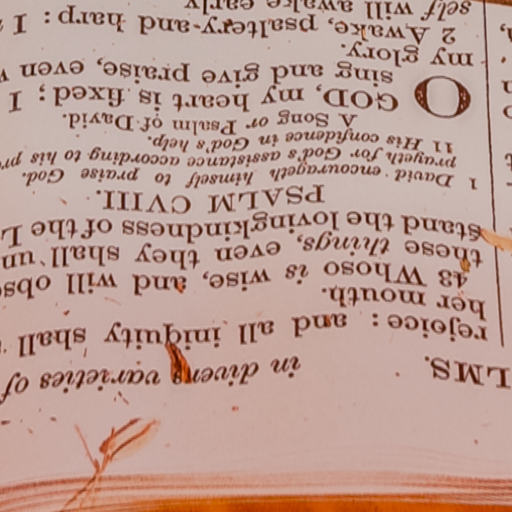 LMS. in divers varieties of
rejoice : and all iniquity shall
her mouth.
43 Whoso is wise, and will obs
these things, even they shall un
stand the lovingkindness of the L
PSALM CVIII.
1 David encourageth himself to praise God.
prayeth for God's assistance according to his pr
11 His confidence in God's help.
A Song or Psalm of David.
O GOD, my heart is fixed; I
sing and give praise, even
my glory.
2 Awake, psaltery and harp : I
self will awake early